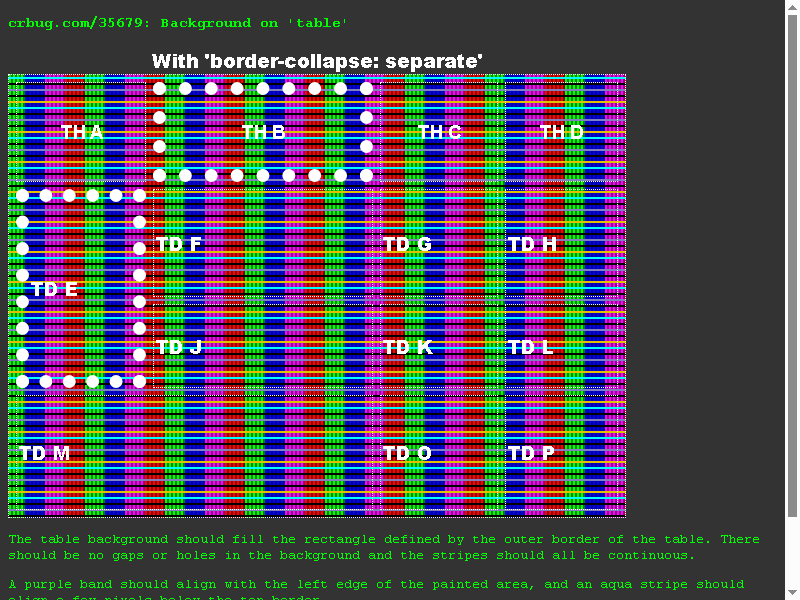 crbug.com/35679: Background on 'table'
With 'border-collapse: separate'
TH A TH B TH C TH D
TD F TD G TD H
TD E
TD J TD K TD L
TD M TD O TD P
The table background should fill the rectangle defined by the outer border of the table. There
should be no gaps or holes in the background and the stripes should all be continuous.
A purple band should align with the left edge of the painted area, and an aqua stripe should
align a few pixels below the top border.